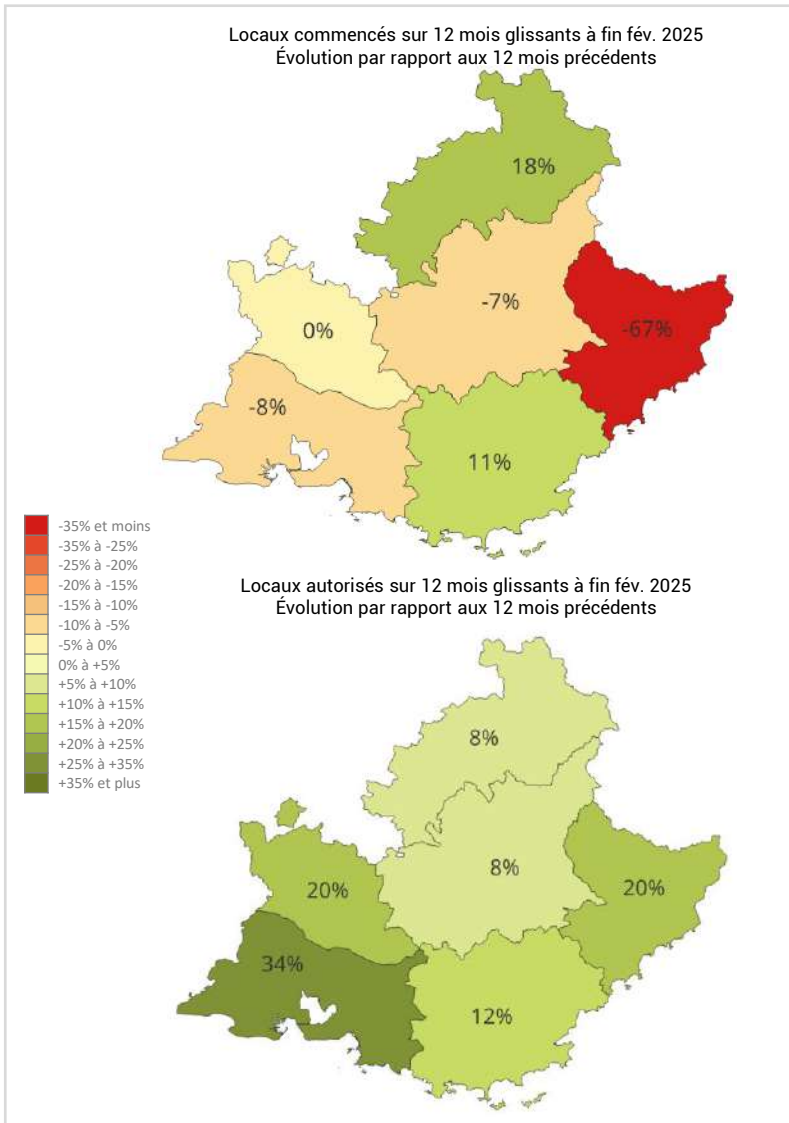 Locaux commencés sur 12 mois glissants à fin fév. 2025
Évolution par rapport aux 12 mois précédents
18%
-7%
-67%
0%
-8%
11%
-35% et moins
-35% à -25%
-25% à -20%
-20% à -15%
-15% à -10%
-10% à -5%
-5% à 0%
0% à +5%
+5% à +10%
+10% à +15%
+15% à +20%
+20% à +25%
+25% à +35%
+35% et plus
Locaux autorisés sur 12 mois glissants à fin fév. 2025
Évolution par rapport aux 12 mois précédents
8%
8%
20%
20%
34%
12%